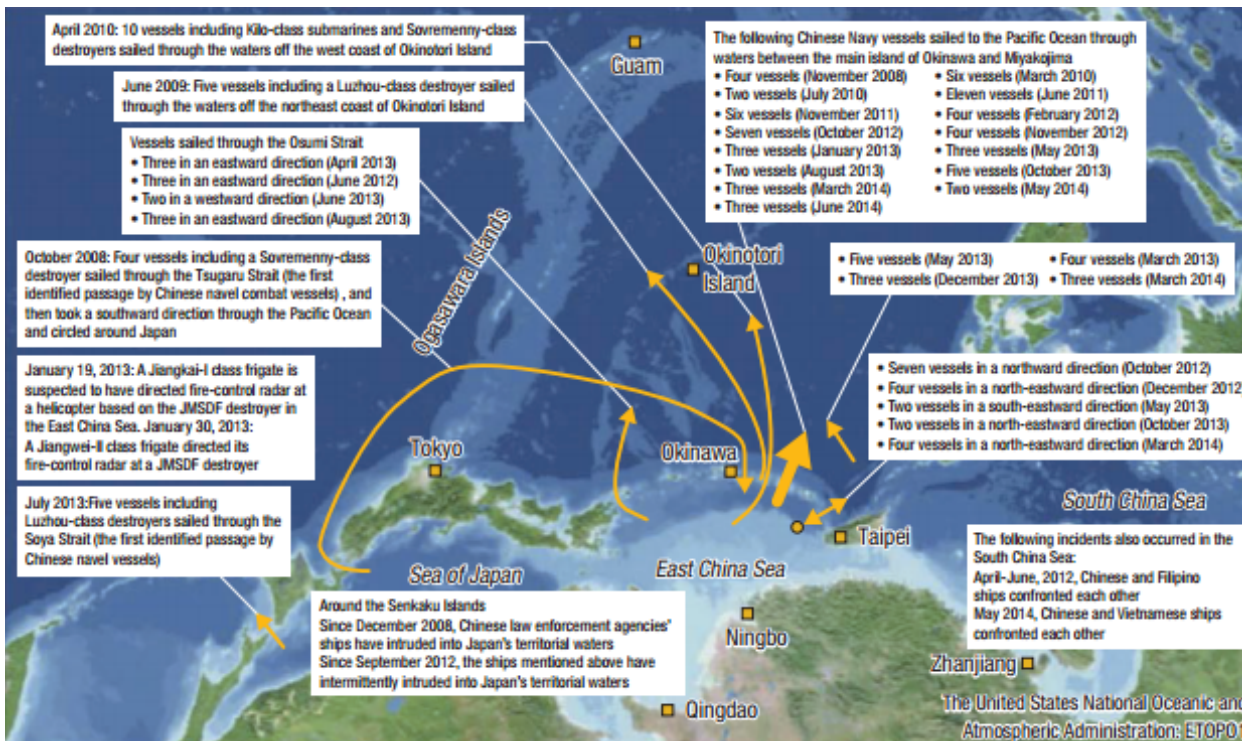 April 2010: 10 vessels including Kilo-class submarines and Sovremenny-class
destroyers sailed through the waters off the west coast of Okinotori Island
June 2009: Five vessels including a Luzhou-class destroyer sailed
through the waters off the northeast coast of Okinotori Island
Vessels sailed through the Osumi Strait
• Three in an eastward direction (April 2013)
• Three in an eastward direction (June 2012)
• Two in a westward direction (June 2013)
• Three in an eastward direction (August 2013)
October 2008: Four vessels including a Sovremenny-class
destroyer sailed through the Tsugaru Strait (the first
identified passage by Chinese navel combat vessels) , and
then took a southward direction through the Pacific Ocean
and circled around Japan
January 19, 2013: A Jiangkai-I class frigate is
suspected to have directed fire-control radar at
a helicopter based on the JMSDF destroyer in
the East China Sea. January 30, 2013:
A Jiangwei-II class frigate directed its
fire-control radar at a JMSDF destroyer
July 2013:Five vessels including
Luzhou-class destroyers sailed through the
Soya Strait (the first identified passage by
Chinese navel vessels)
Guam
The following Chinese Navy vessels sailed to the Pacific Ocean through
waters between the main island of Okinawa and Miyakojima
• Four vessels (November 2008)
• Two vessels (July 2010)
• Six vessels (November 2011)
• Seven vessels (October 2012)
• Three vessels (January 2013)
• Two vessels (August 2013)
• Three vessels (March 2014)
• Three vessels (June 2014)
• Six vessels (March 2010)
• Eleven vessels (June 2011)
• Four vessels (February 2012)
• Four vessels (November 2012)
• Three vessels (May 2013)
• Five vessels (October 2013)
• Two vessels (May 2014)
Ogasawara Islands
Okinotori
Island
• Five vessels (May 2013)
• Three vessels (December 2013)
• Four vessels (March 2013)
• Three vessels (March 2014)
• Seven vessels in a northward direction (October 2012)
• Four vessels in a north-eastward direction (December 2012
• Two vessels in a south-eastward direction (May 2013)
• Two vessels in a north-eastward direction (October 2013)
• Four vessels in a north-eastward direction (March 2014)
Tokyo
Okinawa
South China Sea
Taipei
Sea of Japan
East China Sea
The following incidents also occurred in the
South China Sea:
April-June, 2012, Chinese and Filipino
ships confronted each other
May 2014, Chinese and Vietnamese ships
confronted each other
Around the Senkaku Islands
Since December 2008, Chinese law enforcement agencies'
ships have intruded into Japan's territorial waters
Since September 2012, the ships mentioned above have
intermittently intruded into Japan's territorial waters
Ningbo
Zhanjiang
Qingdao
The United States National Oceanic and
Atmospheric Administration: ETOPO1